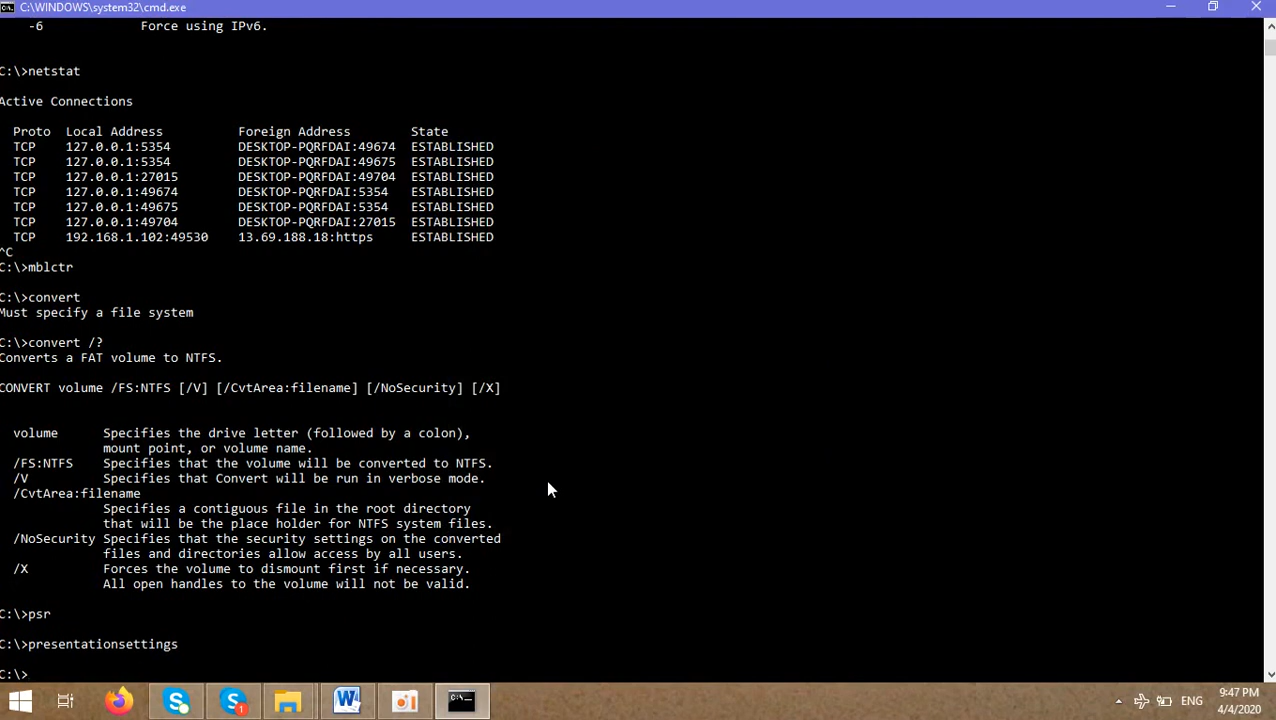 C:\WINDOWS\system32\cmd.exe
-6 Force using IPv6.
C:\>netstat
Active Connections
Proto Local Address Foreign Address State
TCP 127.0.0.1:5354 DESKTOP-PQRFDAI:49674 ESTABLISHED
TCP 127.0.0.1:5354 DESKTOP-PQRFDAI:49675 ESTABLISHED
TCP 127.0.0.1:27015 DESKTOP-PQRFDAI:49704 ESTABLISHED
TCP 127.0.0.1:49674 DESKTOP-PQRFDAI:5354 ESTABLISHED
TCP 127.0.0.1:49675 DESKTOP-PQRFDAI:5354 ESTABLISHED
TCP 127.0.0.1:49704 DESKTOP-PQRFDAI:27015 ESTABLISHED
TCP 192.168.1.102:49530 13.69.188.18:https ESTABLISHED
^C
C:\>mblctr
C:\>convert
Must specify a file system
C:\>convert /?
Converts a FAT volume to NTFS.
CONVERT volume /FS:NTFS [/V] [/CvtArea:filename] [/NoSecurity] [/X]
volume Specifies the drive letter (followed by a colon),
mount point, or volume name.
/FS:NTFS Specifies that the volume will be converted to NTFS.
/V Specifies that Convert will be run in verbose mode.
/CvtArea:filename
Specifies a contiguous file in the root directory
that will be the place holder for NTFS system files.
/NoSecurity Specifies that the security settings on the converted
files and directories allow access by all users.
/X Forces the volume to dismount first if necessary.
All open handles to the volume will not be valid.
C:\>psr
C:\>presentationsettings
C:\>
ENG
9:47 PM
4/4/2020